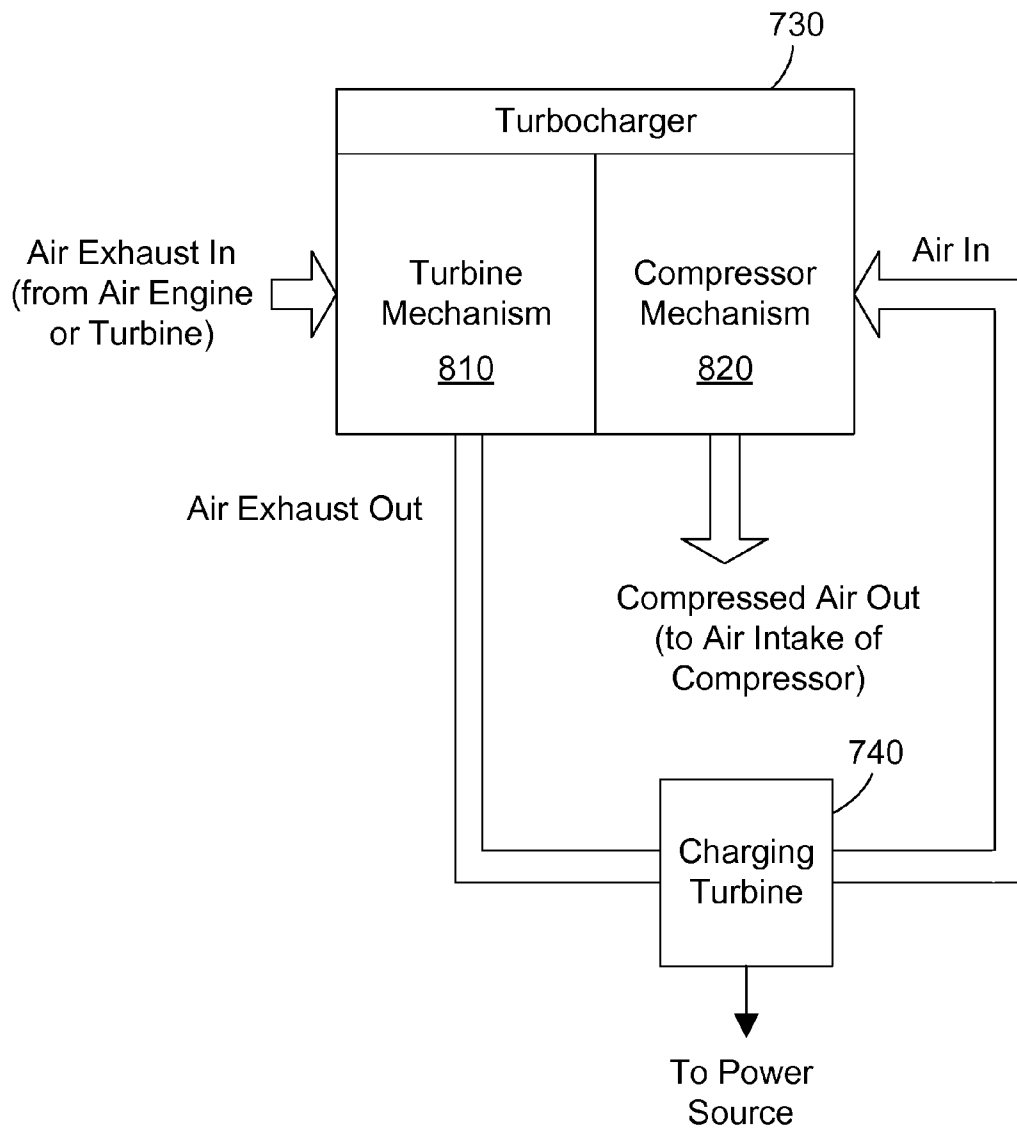 730
Turbocharger
Air Exhaust In
(from Air Engine
or Turbine)
Turbine
Mechanism
810
Compressor
Mechanism
820
Air In
Air Exhaust Out
Compressed Air Out
(to Air Intake of
Compressor)
740
Charging
Turbine
To Power
Source